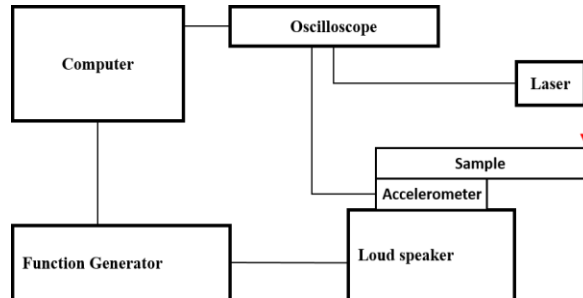 Oscilloscope
Computer
Laser
Sample
Accelerometer
Function Generator
Loud speaker